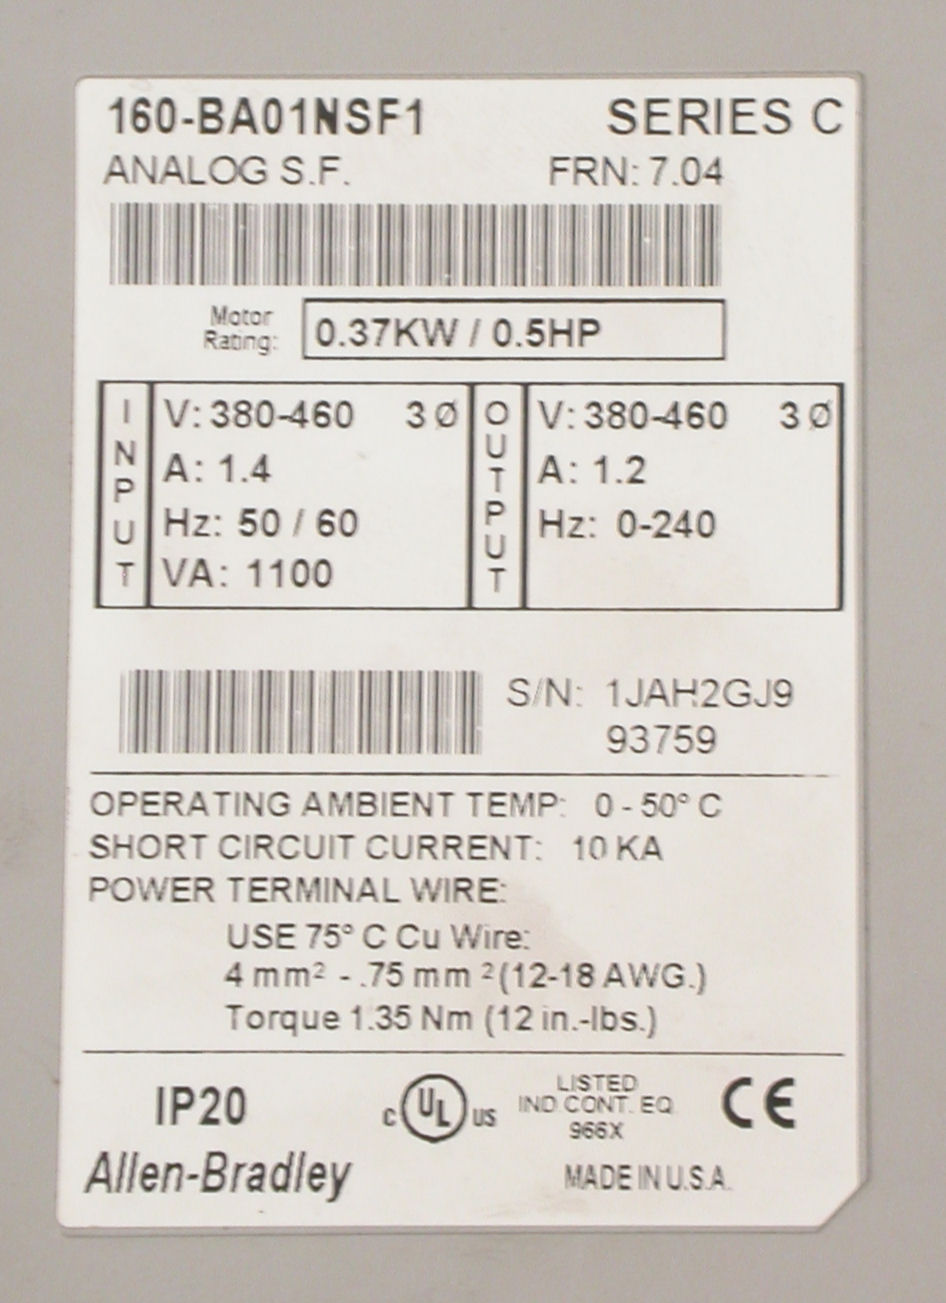 160-BA01NSF1 SERIES C
ANALOG S.F. FRN: 7.04
Motor
Rating: 0.37KW / 0.5HP
INPUT
V: 380-460 3Ø
A: 1.4
Hz: 50 / 60
VA: 1100
OUTPUT
V: 380-460 3Ø
A: 1.2
Hz: 0-240
S/N: 1JAH2GJ9
93759
OPERATING AMBIENT TEMP: 0 - 50° C
SHORT CIRCUIT CURRENT: 10 KA
POWER TERMINAL WIRE:
USE 75° C Cu Wire:
4 mm² - .75 mm ² (12-18 AWG.)
Torque 1.35 Nm (12 in.-lbs.)
IP20
C UL US
LISTED
IND CONT. EQ
966X
CE
Allen-Bradley
MADE IN U.S.A.